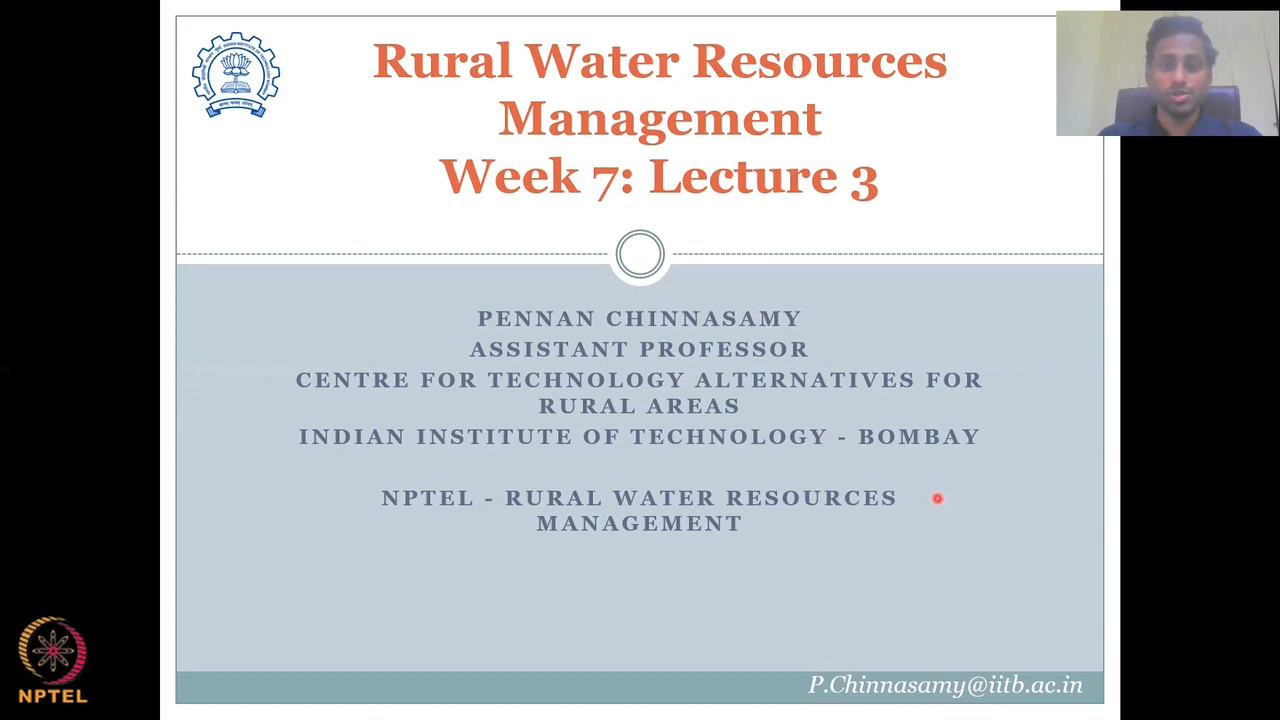 Rural Water Resources
Management
Week 7: Lecture 3
PENNAN CHINNASAMY
ASSISTANT PROFESSOR
CENTRE FOR TECHNOLOGY ALTERNATIVES FOR
RURAL AREAS
INDIAN INSTITUTE OF TECHNOLOGY - BOMBAY
NPTEL - RURAL WATER RESOURCES
MANAGEMENT
P.Chinnasamy@iitb.ac.in
NPTEL